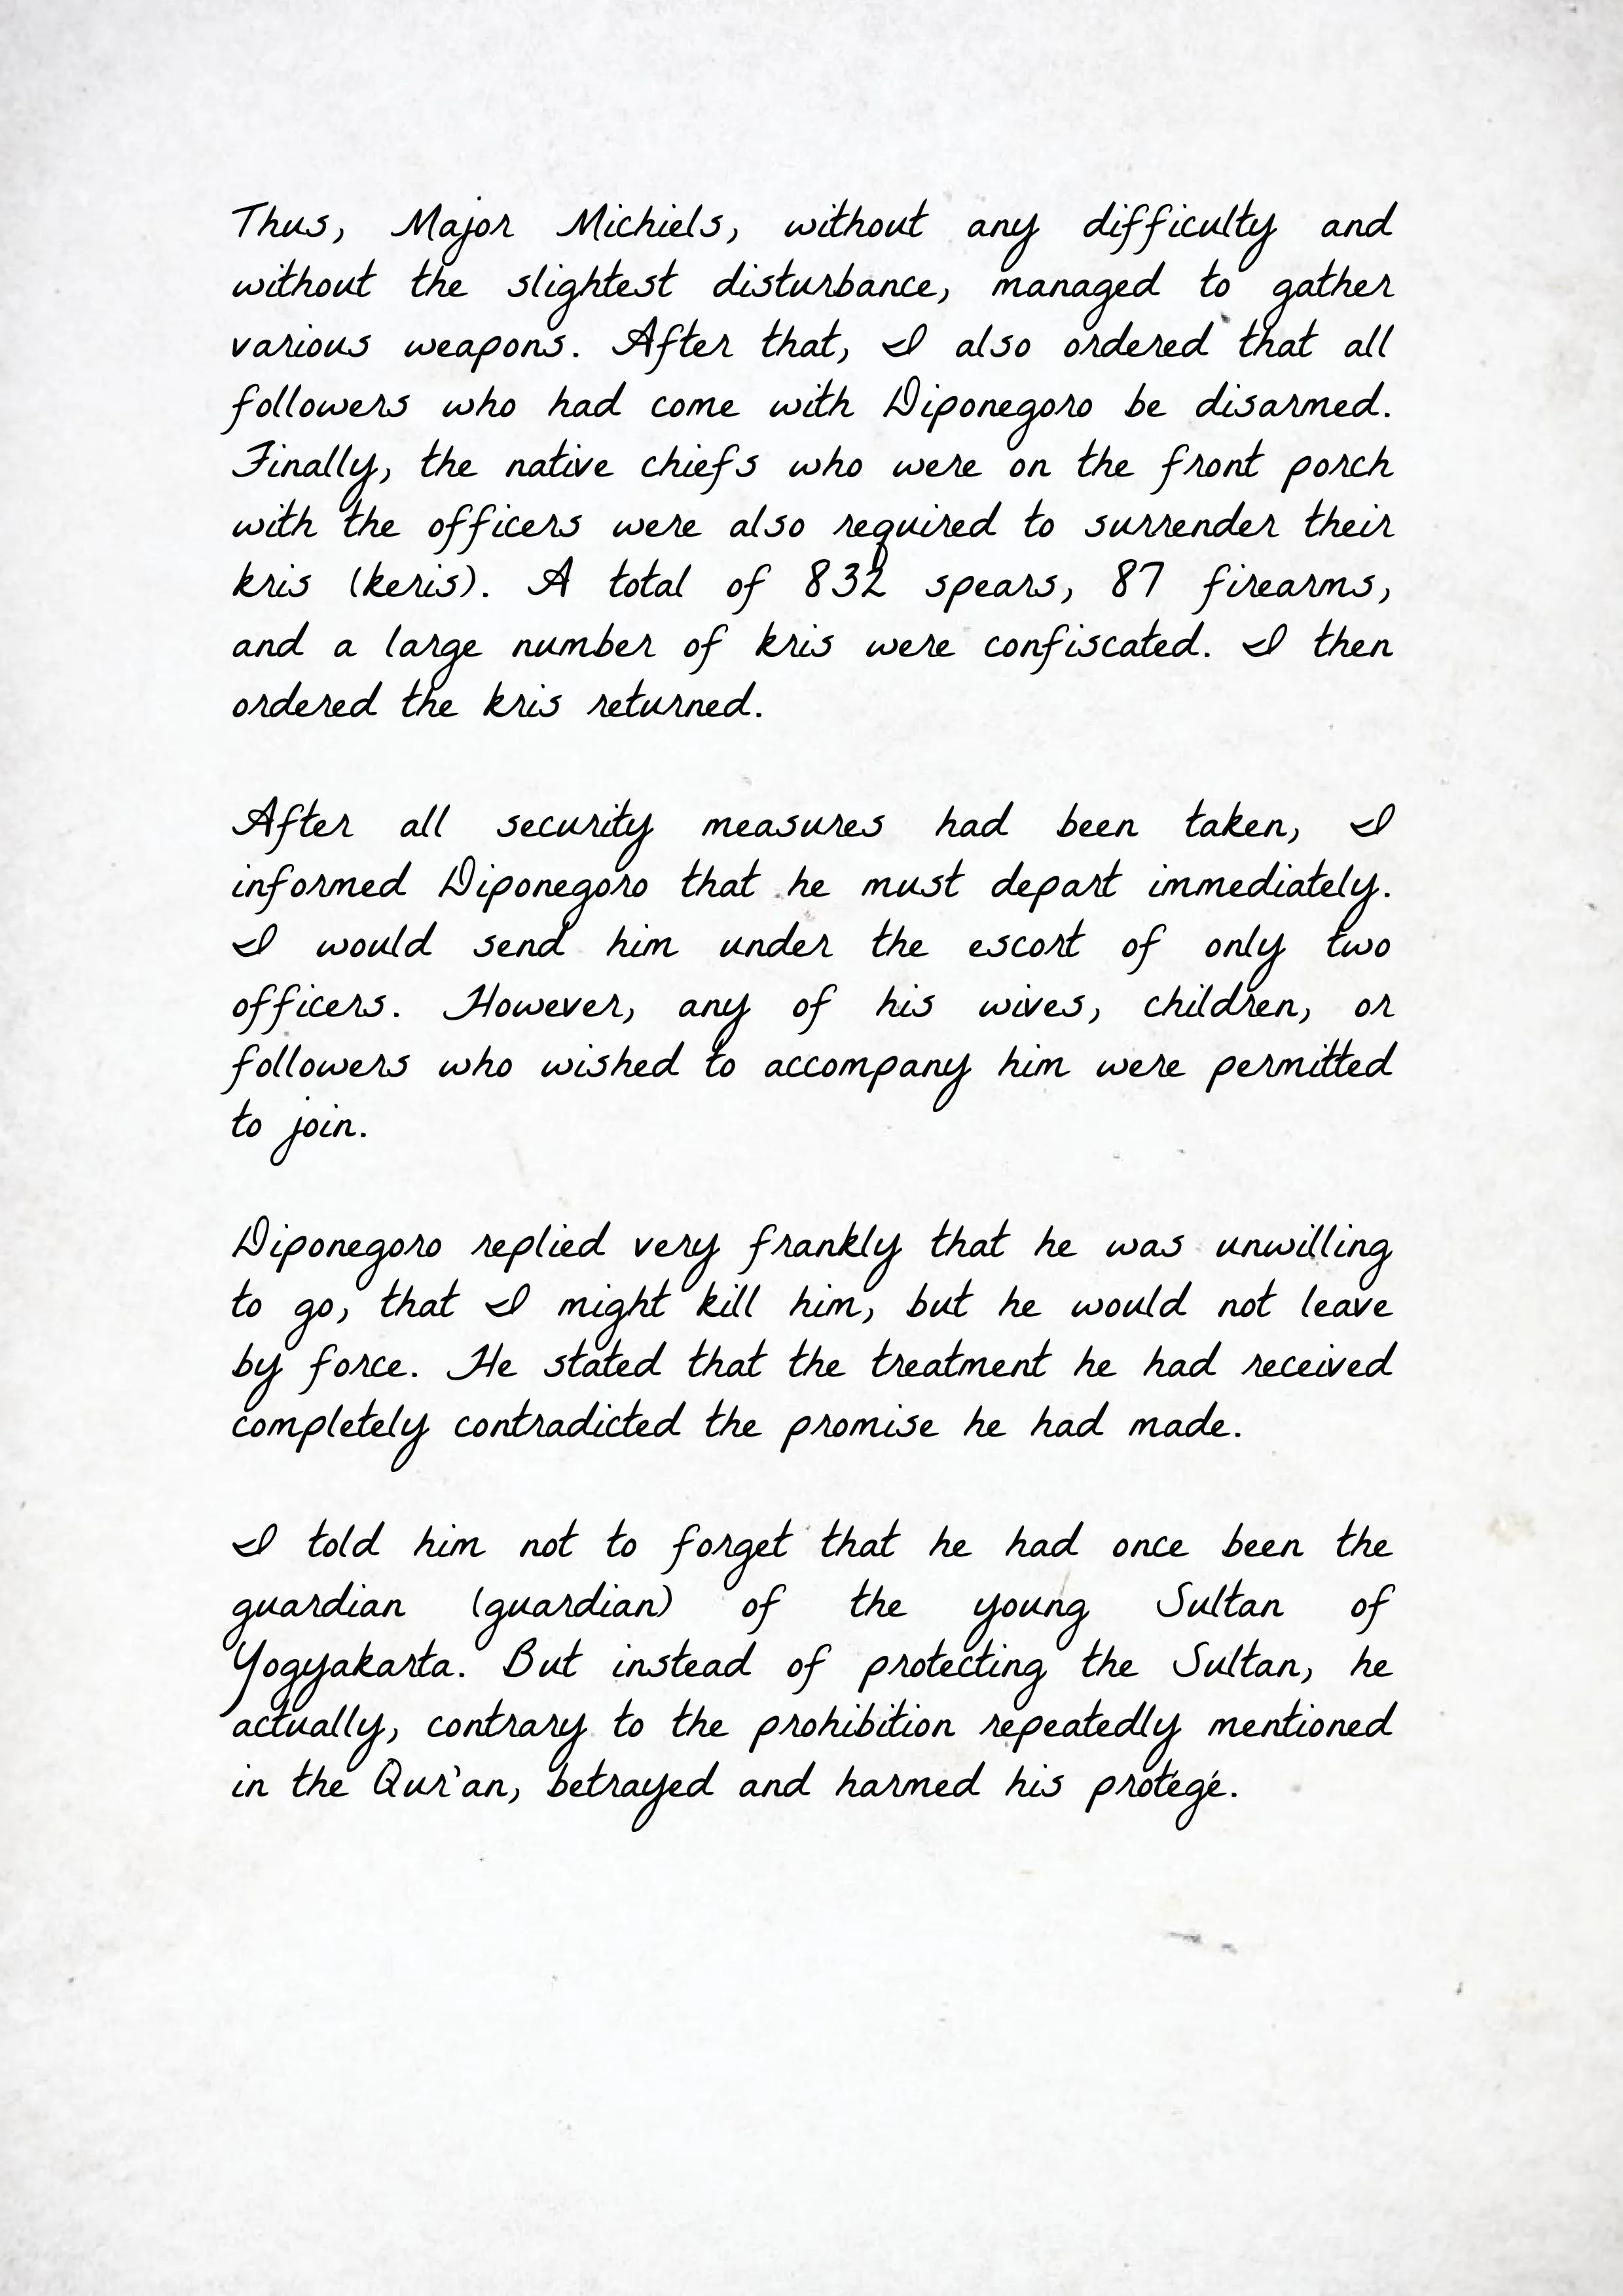 Thus, Major Michiels, without any difficulty and
without the slightest disturbance, managed to gather
various weapons. After that, I also ordered that all
followers who had come with Diponegoro be disarmed.
Finally, the native chiefs who were on the front porch
with the officers were also required to surrender their
kris (keris). A total of 832 spears, 87 firearms,
and a large number of kris were confiscated. I then
ordered the kris returned.
After all security measures had been taken, I
informed Diponegoro that he must depart immediately.
I would send him under the escort of only two
officers. However, any of his wives, children, or
followers who wished to accompany him were permitted
to join.
Diponegoro replied very frankly that he was unwilling
to go, that I might kill him, but he would not leave
by force. He stated that the treatment he had received
completely contradicted the promise he had made.
I told him not to forget that he had once been the
guardian (guardian) of the young Sultan of
Yogyakarta. But instead of protecting the Sultan, he
actually, contrary to the prohibition repeatedly mentioned
in the Qur'an, betrayed and harmed his protégé.